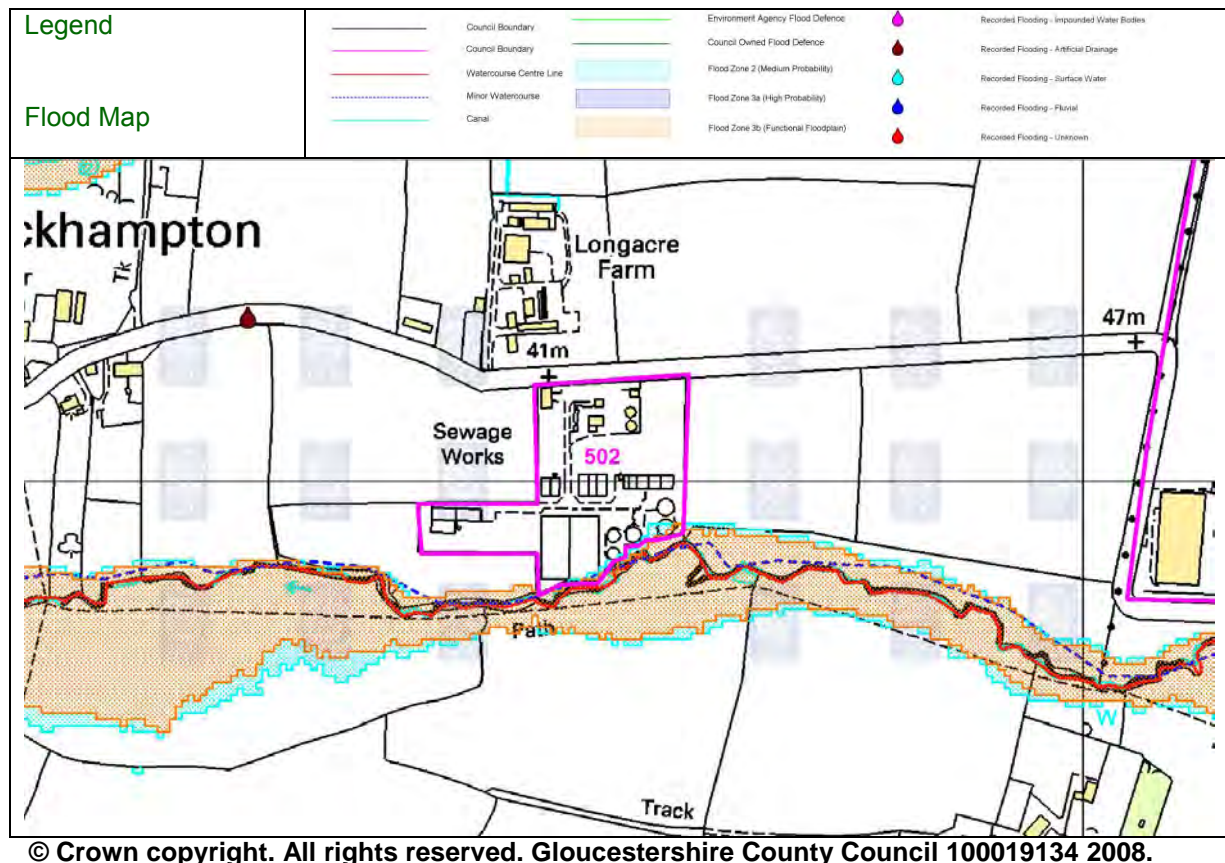 Legend
Flood Map
Council Boundary
Council Boundary
Watercourse Centre Line
Minor Watercourse
Canal
Environment Agency Flood Defence
Council Owned Flood Defence
Flood Zone 2 (Medium Probability)
Flood Zone 3a (High Probability)
Flood Zone 3b (Functional Floodplain)
Recorded Flooding - Impounded Water Bodies
Recorded Flooding - Artificial Drainage
Recorded Flooding - Surface Water
Recorded Flooding - Fluvial
Recorded Flooding - Unknown
ckhampton
Tk
Longacre
Farm
47m
41m
Sewage
Works
502
Path
W
Track
© Crown copyright. All rights reserved. Gloucestershire County Council 100019134 2008.